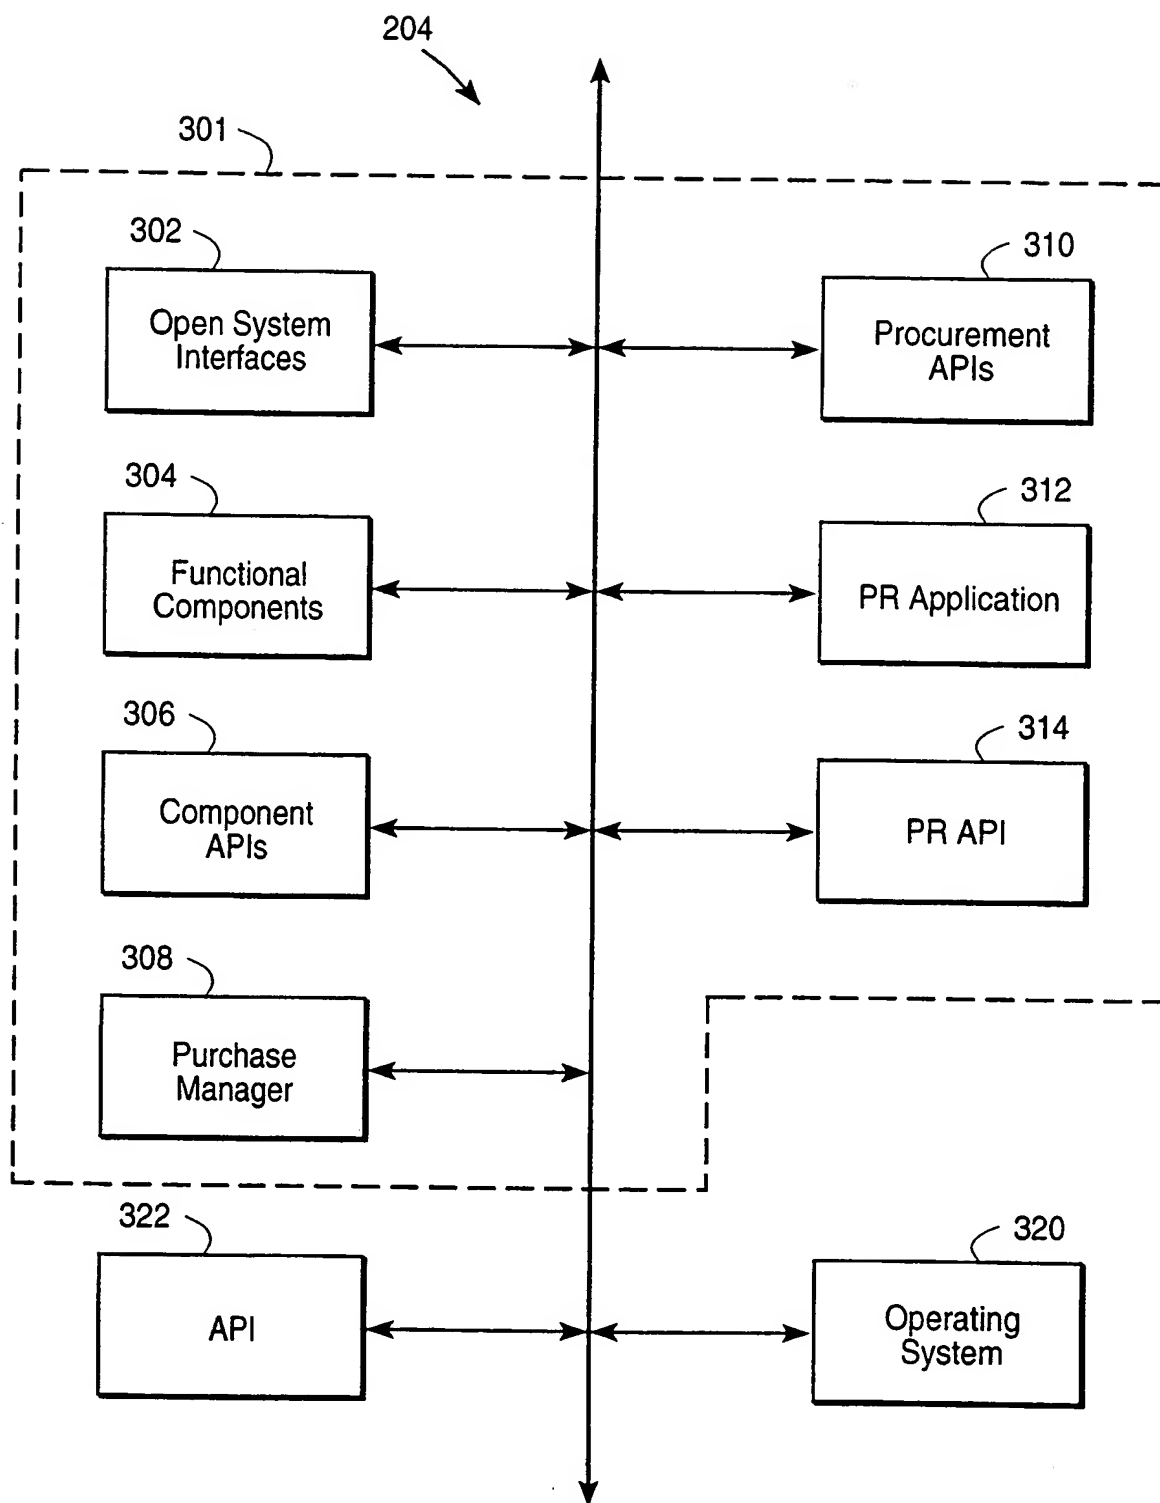 204
301
302
Open System
Interfaces
310
Procurement
APIs
304
Functional
Components
312
PR Application
306
Component
APIs
314
PR API
308
Purchase
Manager
322
API
320
Operating
System